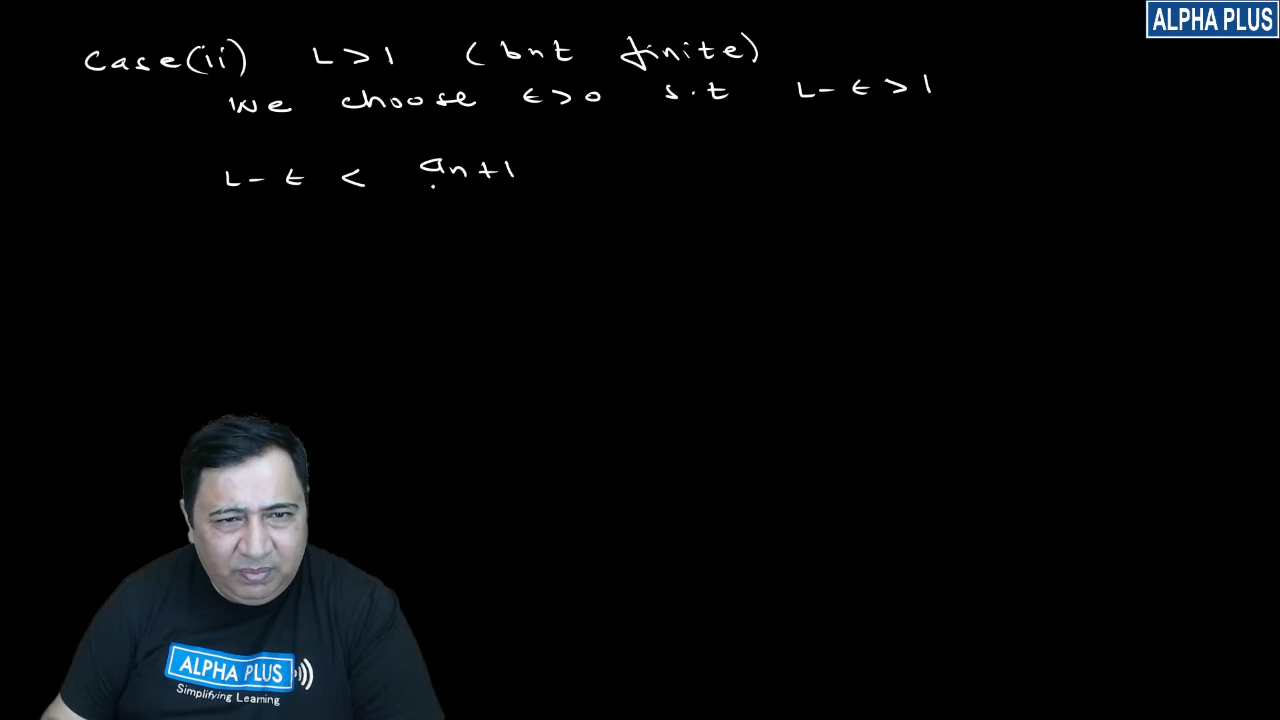 ALPHA PLUS
Case(ii) L>1 (but finite)
We choose ε>0 s.t L-ε>1
L-ε < an+1
ALPHA PLUS
Simplifying Learning